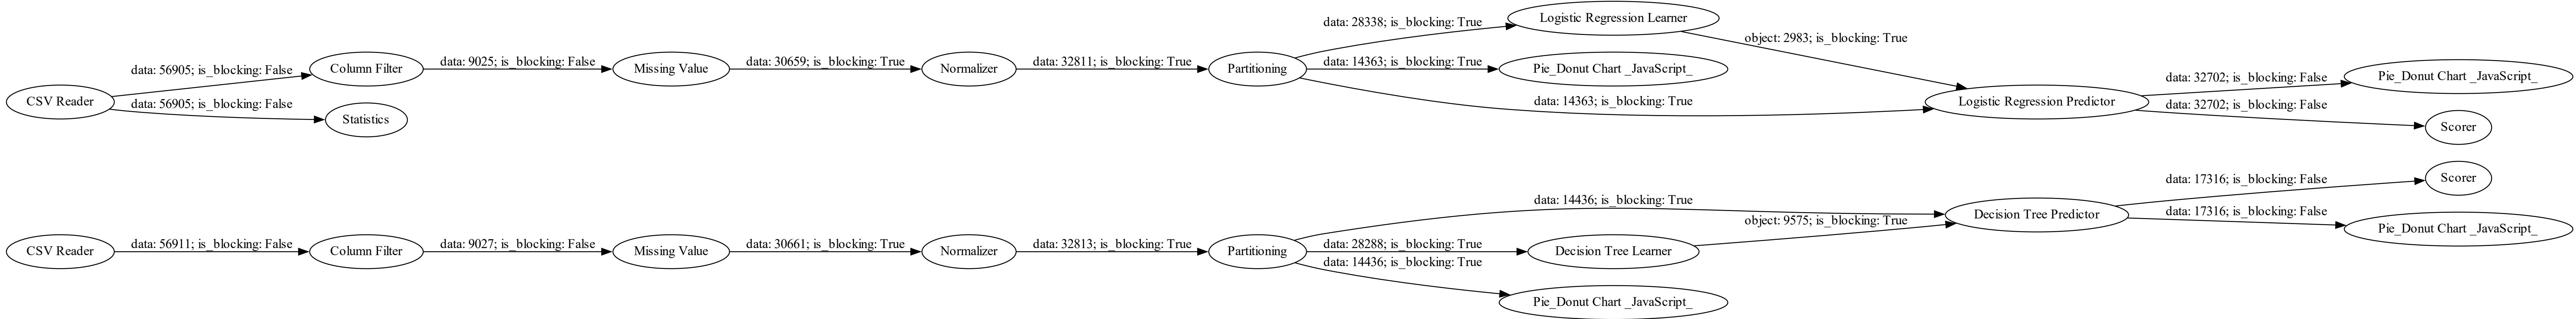 CSV Reader
data: 56905; is_blocking: False
data: 56905; is_blocking: False
Column Filter
Statistics
data: 9025; is_blocking: False
Missing Value
data: 30659; is_blocking: True
Normalizer
data: 32811; is_blocking: True
Partitioning
data: 28338; is_blocking: True
data: 14363; is_blocking: True
data: 14363; is_blocking: True
Logistic Regression Learner
Pie_Donut Chart _JavaScript_
object: 2983; is_blocking: True
Logistic Regression Predictor
data: 32702; is_blocking: False
data: 32702; is_blocking: False
Pie_Donut Chart _JavaScript_
Scorer
CSV Reader
data: 56911; is_blocking: False
Column Filter
data: 9027; is_blocking: False
Missing Value
data: 30661; is_blocking: True
Normalizer
data: 32813; is_blocking: True
Partitioning
data: 14436; is_blocking: True
data: 28288; is_blocking: True
data: 14436; is_blocking: True
Decision Tree Learner
Pie_Donut Chart _JavaScript_
object: 9575; is_blocking: True
Decision Tree Predictor
data: 17316; is_blocking: False
data: 17316; is_blocking: False
Scorer
Pie_Donut Chart _JavaScript_